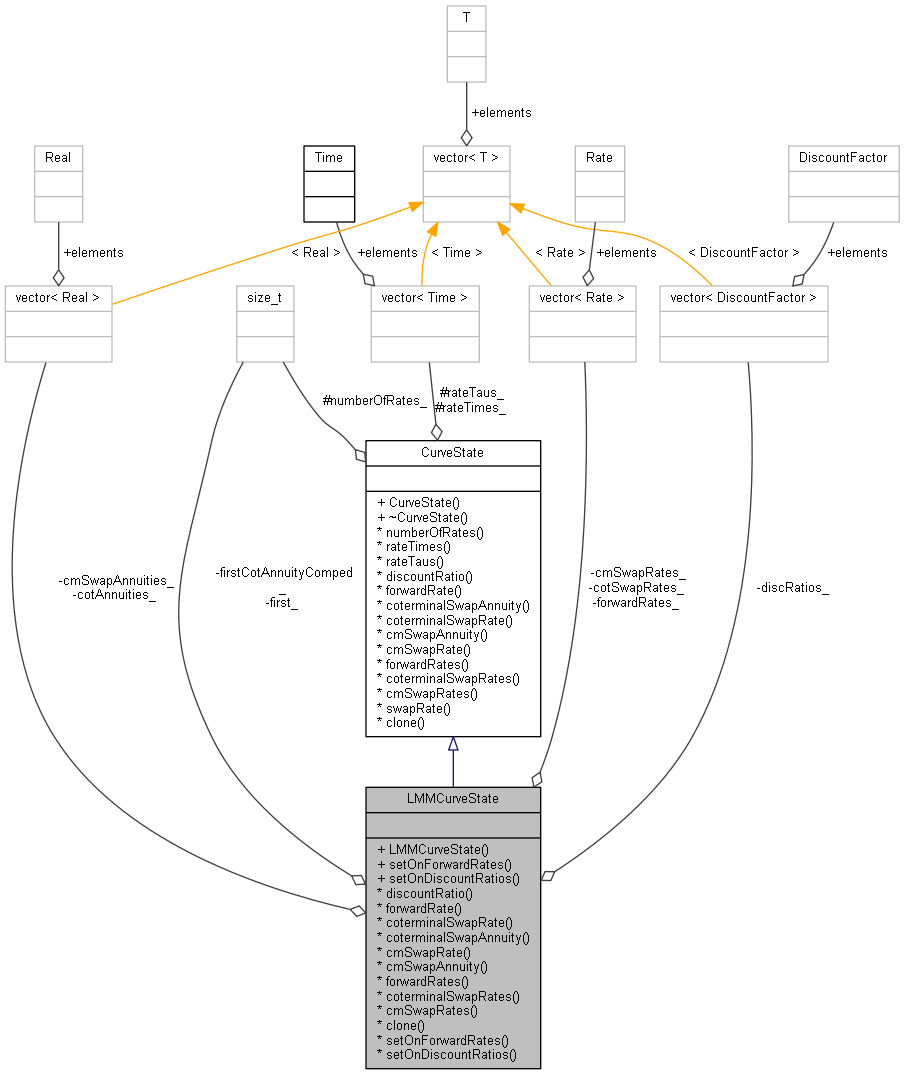 T
+elements
Real
Time
vector< T >
Rate
DiscountFactor
+elements
< Real >
+elements
< Time >
< Rate >
+elements
< DiscountFactor >
+elements
vector< Real >
size_t
vector< Time >
vector< Rate >
vector< DiscountFactor >
#numberOfRates_
#rateTaus_
#rateTimes_
CurveState
+ CurveState()
+ ~CurveState()
* numberOfRates()
* rateTimes()
* rateTaus()
* discountRatio()
* forwardRate()
* coterminalSwapAnnuity()
* coterminalSwapRate()
* cmSwapAnnuity()
* cmSwapRate()
* forwardRates()
* coterminalSwapRates()
* cmSwapRates()
* swapRate()
* clone()
-cmSwapAnnuities_
-cotAnnuities_
-firstCotAnnuityComped
_
-first_
-cmSwapRates_
-cotSwapRates_
-forwardRates_
-discRatios_
LMMCurveState
+ LMMCurveState()
+ setOnForwardRates()
+ setOnDiscountRatios()
* discountRatio()
* forwardRate()
* coterminalSwapRate()
* coterminalSwapAnnuity()
* cmSwapRate()
* cmSwapAnnuity()
* forwardRates()
* coterminalSwapRates()
* cmSwapRates()
* clone()
* setOnForwardRates()
* setOnDiscountRatios()